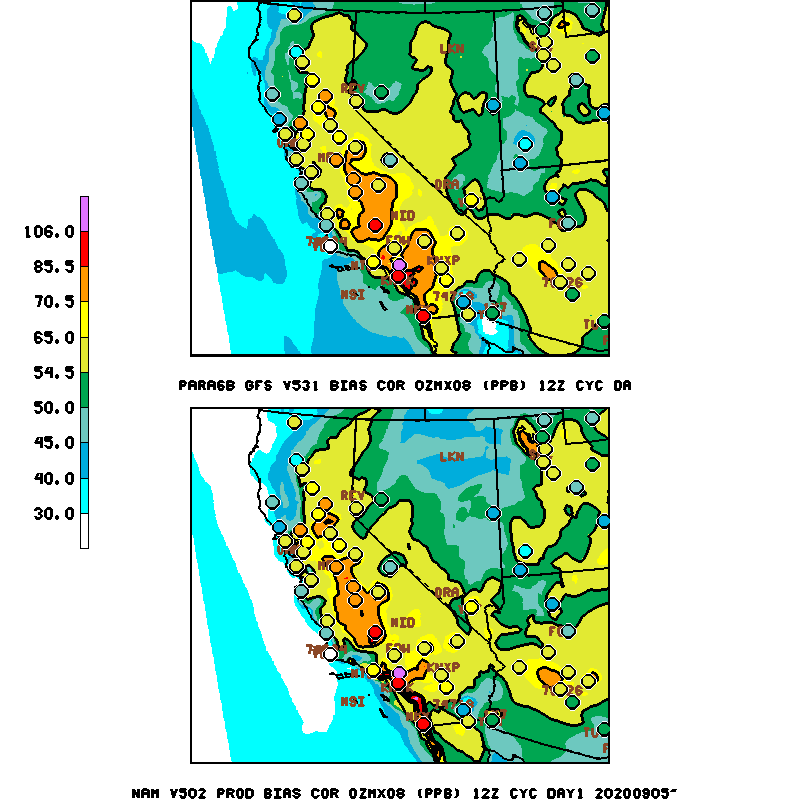 LKN
REV
DRA
NID
NSI
PARA6B GFS V531 BIAS COR OZMX08 (PPB) 12Z CYC DA
106.0
85.5
70.5
65.0
54.5
50.0
45.0
40.0
30.0
LKN
REV
DRA
NID
NSI
NAM V502 PROD BIAS COR OZMX08 (PPB) 12Z CYC DAY1 20200905~